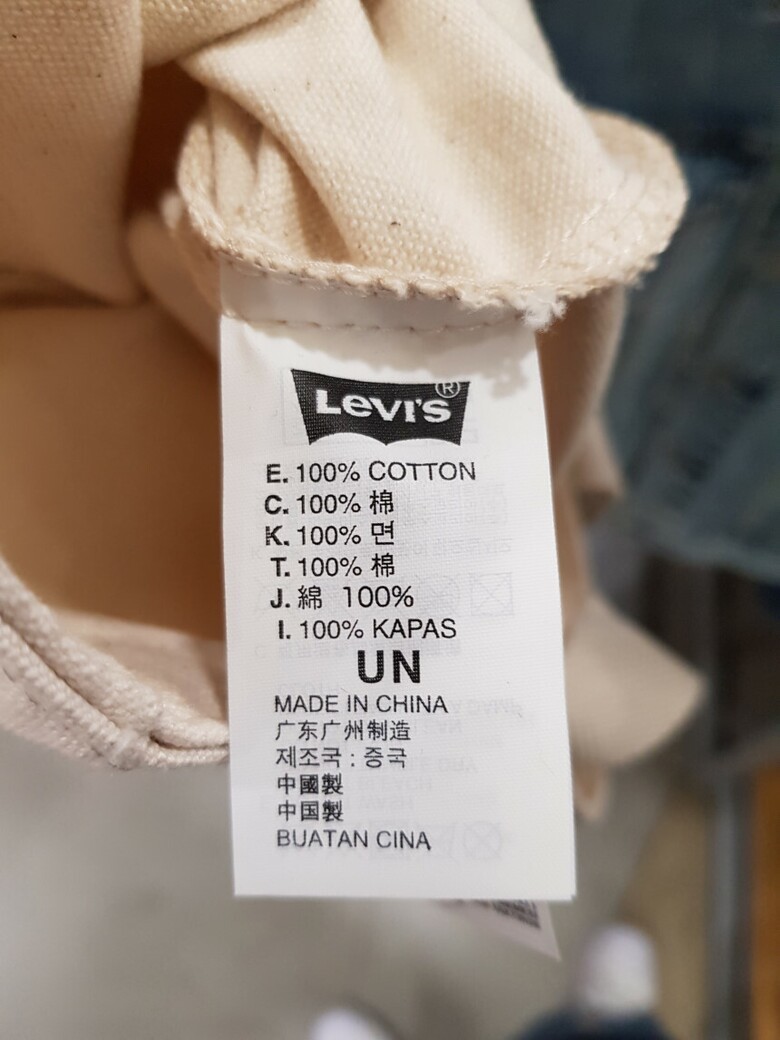 LEVI'S®
E. 100% COTTON
C. 100% 棉
K. 100% 면
T. 100% 棉
J. 綿 100%
I. 100% KAPAS
UN
MADE IN CHINA
广东广州制造
제조국 : 중국
中國製
中国製
BUATAN CINA